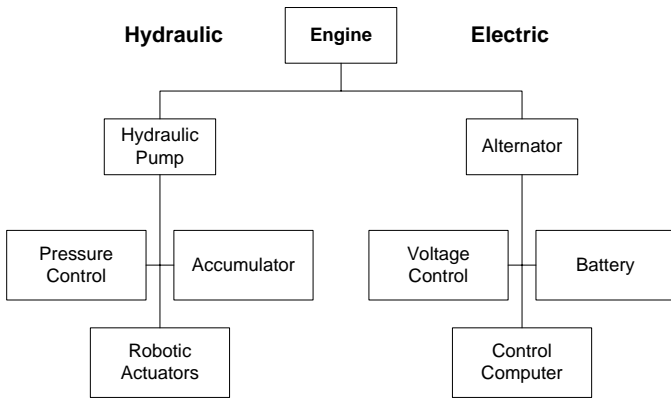 Hydraulic
Engine
Electric
Hydraulic
Pump
Alternator
Pressure
Control
Accumulator
Voltage
Control
Battery
Robotic
Actuators
Control
Computer